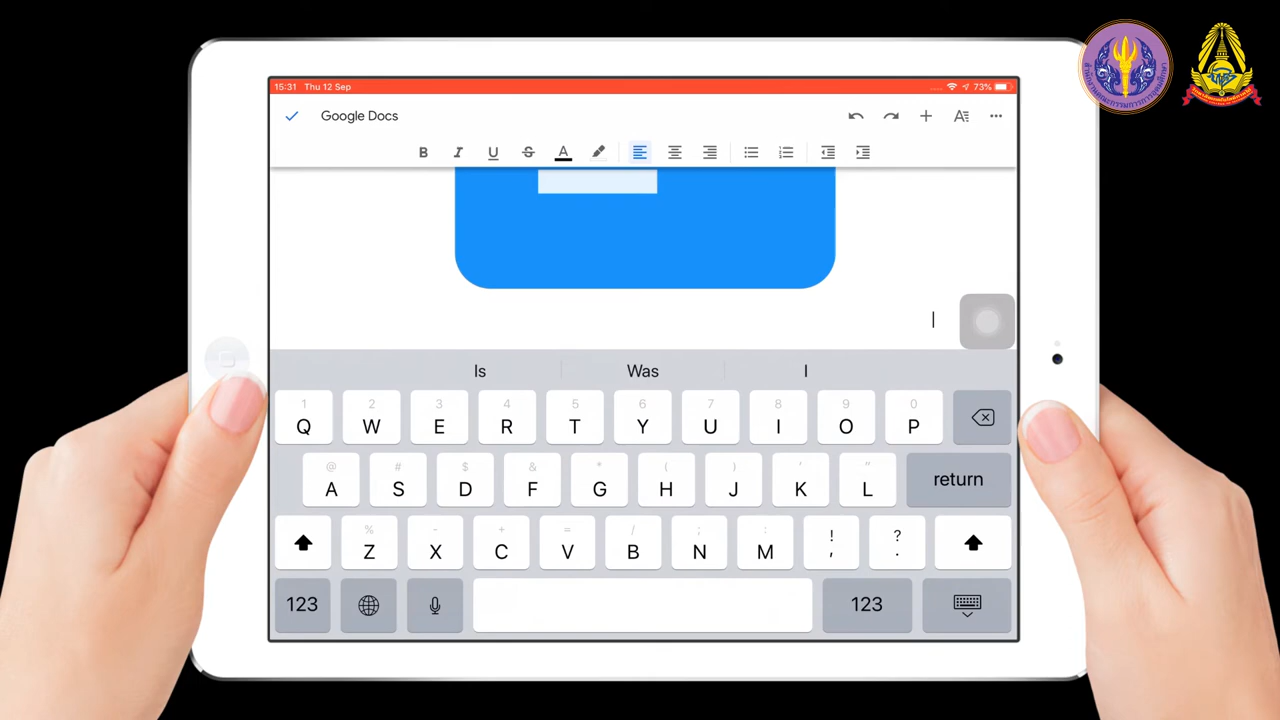 15:31 Thu 12 Sep 73%
Google Docs
B I U S A
Is Was I
1 2 3 4 5 6 7 8 9 0
Q W E R T Y U I O P
@ # $ & * ( ) ' "
A S D F G H J K L return
% - + = / ; : ! ?
Z X C V B N M , .
123 123